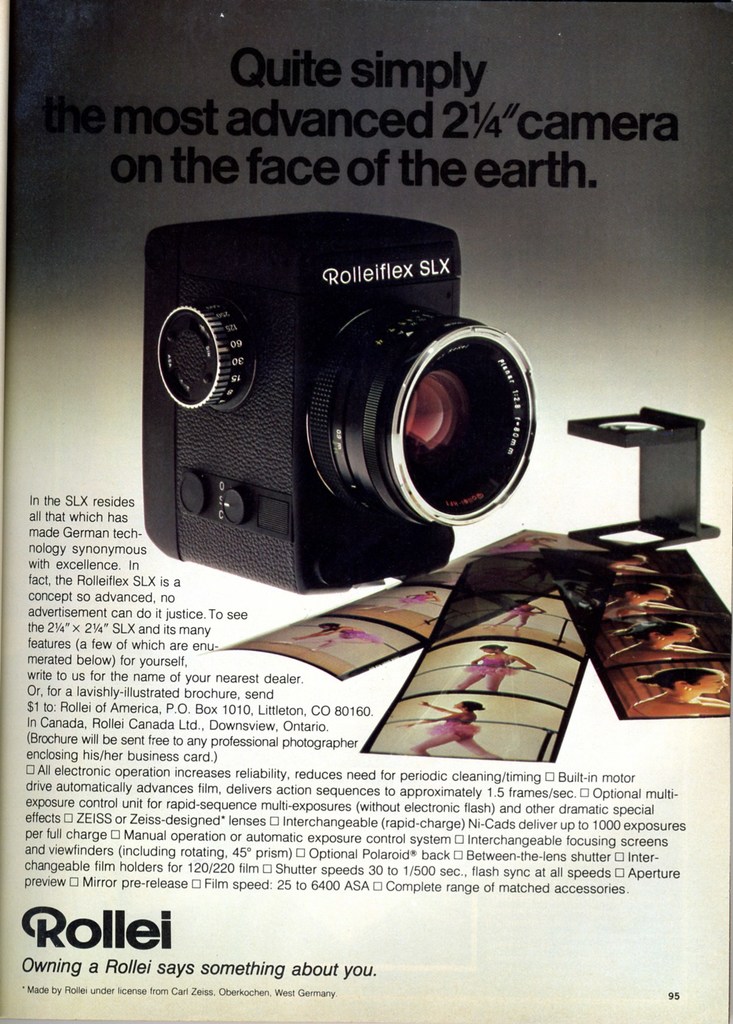 Quite simply
the most advanced 2¼″ camera
on the face of the earth.
Rolleiflex SLX
125
60
30
15
8
Planar 1:2.8 f=80mm
In the SLX resides
all that which has
made German tech-
nology synonymous
with excellence. In
fact, the Rolleiflex SLX is a
concept so advanced, no
advertisement can do it justice. To see
the 2¼″ × 2¼″ SLX and its many
features (a few of which are enu-
merated below) for yourself,
write to us for the name of your nearest dealer.
Or, for a lavishly-illustrated brochure, send
$1 to: Rollei of America, P.O. Box 1010, Littleton, CO 80160.
In Canada, Rollei Canada Ltd., Downsview, Ontario.
(Brochure will be sent free to any professional photographer
enclosing his/her business card.)
☐ All electronic operation increases reliability, reduces need for periodic cleaning/timing ☐ Built-in motor
drive automatically advances film, delivers action sequences to approximately 1.5 frames/sec. ☐ Optional multi-
exposure control unit for rapid-sequence multi-exposures (without electronic flash) and other dramatic special
effects ☐ ZEISS or Zeiss-designed* lenses ☐ Interchangeable (rapid-charge) Ni-Cads deliver up to 1000 exposures
per full charge ☐ Manual operation or automatic exposure control system ☐ Interchangeable focusing screens
and viewfinders (including rotating, 45° prism) ☐ Optional Polaroid® back ☐ Between-the-lens shutter ☐ Inter-
changeable film holders for 120/220 film ☐ Shutter speeds 30 to 1/500 sec., flash sync at all speeds ☐ Aperture
preview ☐ Mirror pre-release ☐ Film speed: 25 to 6400 ASA ☐ Complete range of matched accessories.
Rollei
Owning a Rollei says something about you.
* Made by Rollei under license from Carl Zeiss, Oberkochen, West Germany.
95